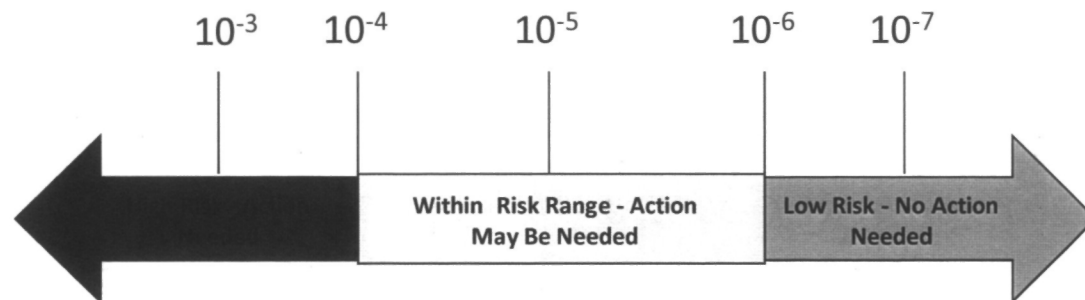 10⁻³ 10⁻⁴ 10⁻⁵ 10⁻⁶ 10⁻⁷
Within Risk Range - Action
May Be Needed
Low Risk - No Action
Needed